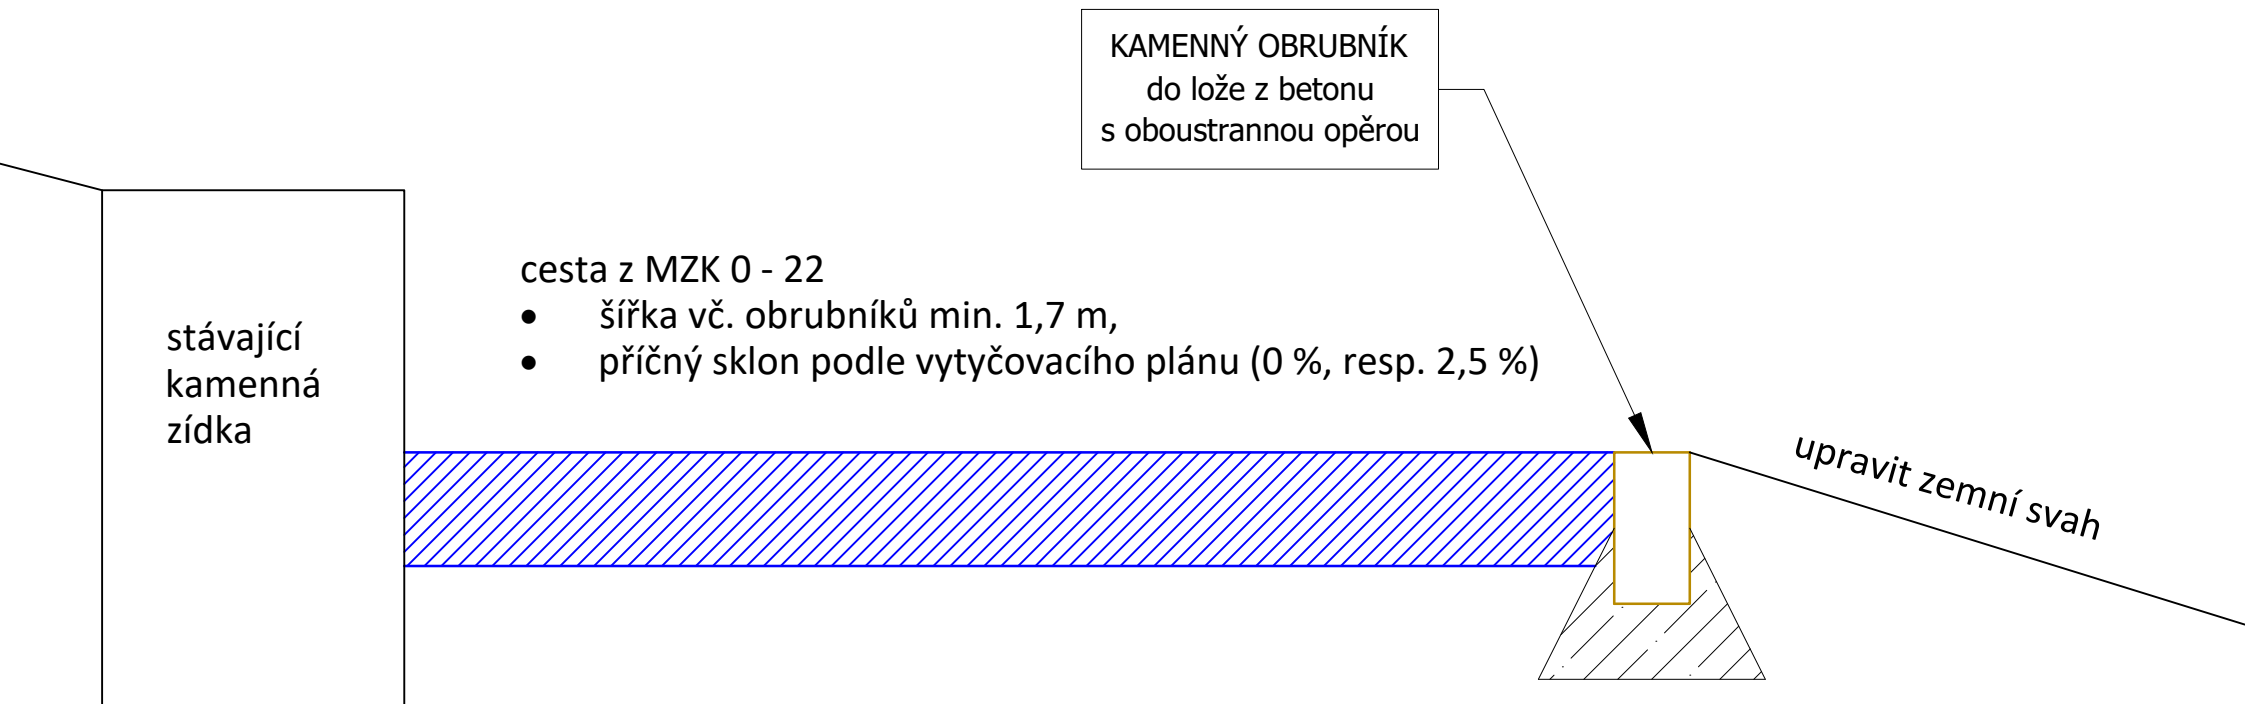 KAMENNÝ OBRUBNÍK
do lože z betonu
s oboustrannou opěrou
cesta z MZK 0 - 22
• šířka vč. obrubníků min. 1,7 m,
• příčný sklon podle vytyčovacího plánu (0 %, resp. 2,5 %)
stávající
kamenná
zídka
upravit zemní svah